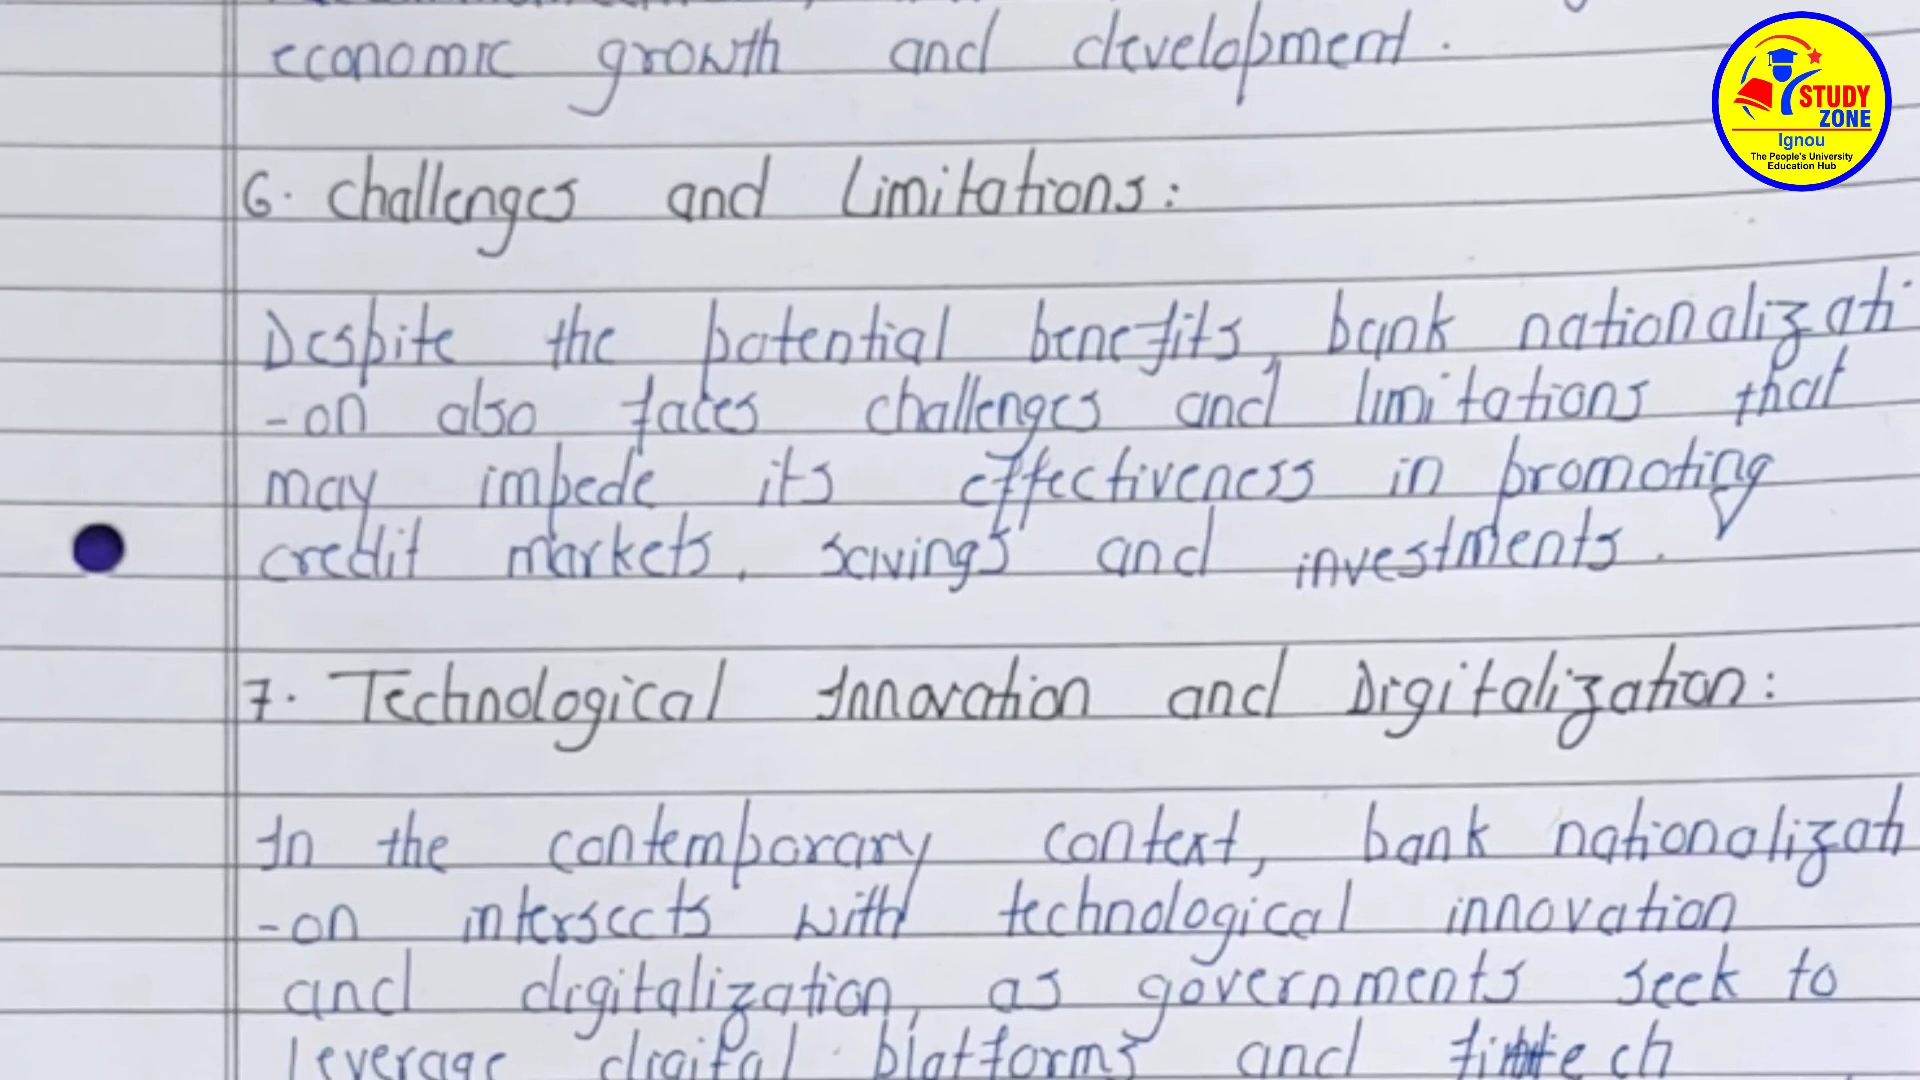 economic growth and development.
6. Challenges and Limitations:
Despite the potential benefits, bank nationalizati
-on also faces challenges and limitations that
may impede its effectiveness in promoting
credit markets, savings and investments.
7. Technological Innovation and Digitalization:
In the contemporary context, bank nationalizati
-on intersects with technological innovation
and digitalization, as governments seek to
leverage digital platforms and fintech
STUDY
ZONE
Ignou
The People's University
Education Hub